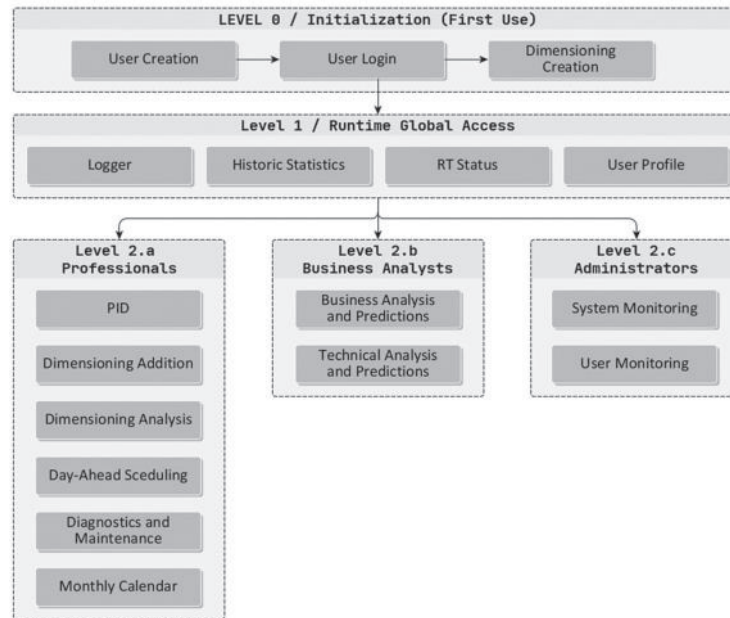 LEVEL 0 / Initialization (First Use)
User Creation
User Login
Dimensioning
Creation
Level 1 / Runtime Global Access
Logger
Historic Statistics
RT Status
User Profile
Level 2.a
Professionals
PID
Dimensioning Addition
Dimensioning Analysis
Day-Ahead Sceduling
Diagnostics and
Maintenance
Monthly Calendar
Level 2.b
Business Analysts
Business Analysis
and Predictions
Technical Analysis
and Predictions
Level 2.c
Administrators
System Monitoring
User Monitoring